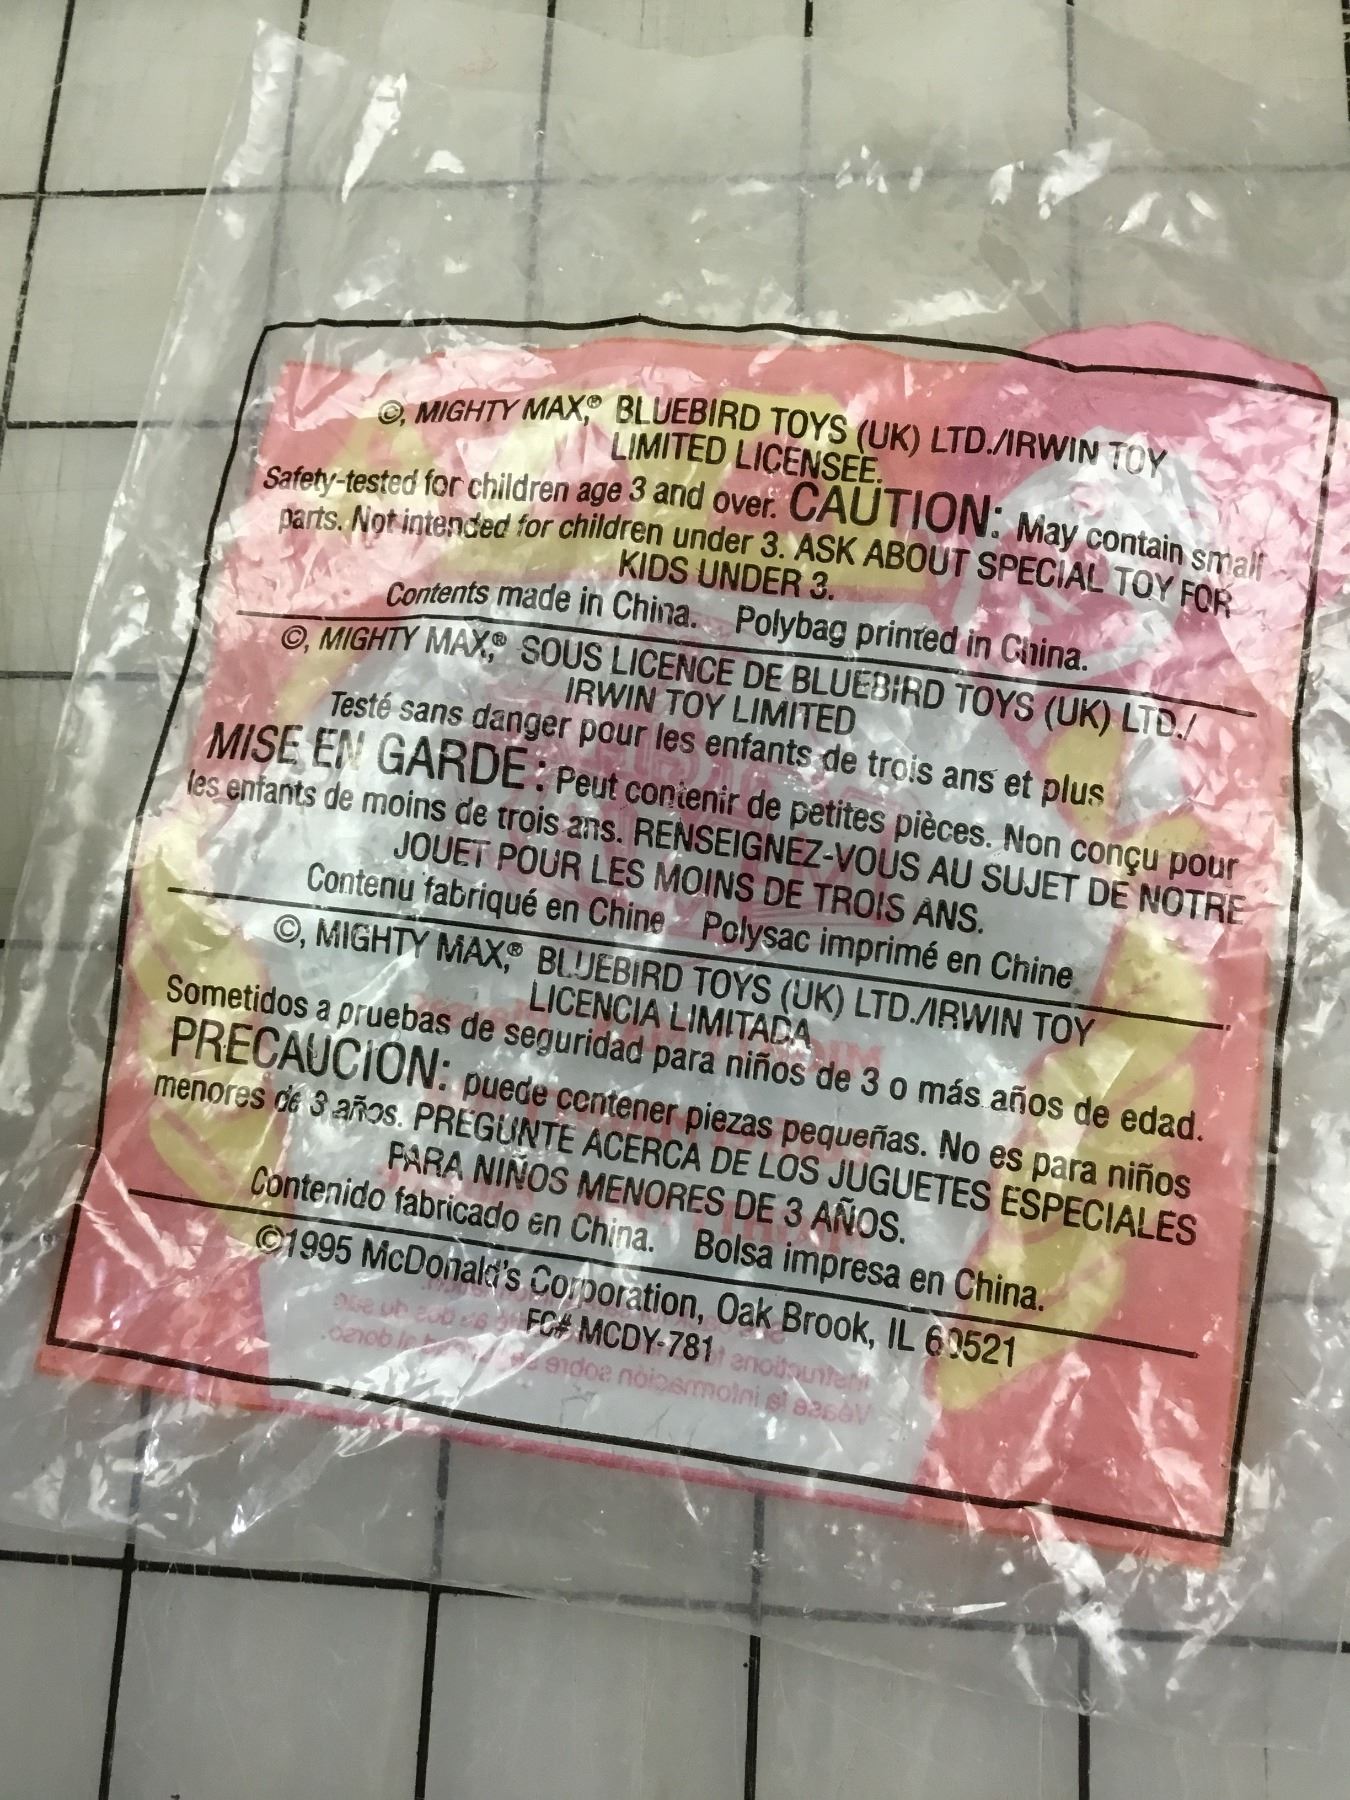 ©, MIGHTY MAX,® BLUEBIRD TOYS (UK) LTD./IRWIN TOY
LIMITED LICENSEE.
Safety-tested for children age 3 and over. CAUTION: May contain small
parts. Not intended for children under 3. ASK ABOUT SPECIAL TOY FOR
KIDS UNDER 3.
Contents made in China. Polybag printed in China.
©, MIGHTY MAX,® SOUS LICENCE DE BLUEBIRD TOYS (UK) LTD./
IRWIN TOY LIMITED
Testé sans danger pour les enfants de trois ans et plus
MISE EN GARDE : Peut contenir de petites pièces. Non conçu pour
les enfants de moins de trois ans. RENSEIGNEZ-VOUS AU SUJET DE NOTRE
JOUET POUR LES MOINS DE TROIS ANS.
Contenu fabriqué en Chine Polysac imprimé en Chine
©, MIGHTY MAX,® BLUEBIRD TOYS (UK) LTD./IRWIN TOY
LICENCIA LIMITADA
Sometidos a pruebas de seguridad para niños de 3 o más años de edad.
PRECAUCION: puede contener piezas pequeñas. No es para niños
menores de 3 años. PREGUNTE ACERCA DE LOS JUGUETES ESPECIALES
PARA NIÑOS MENORES DE 3 AÑOS.
Contenido fabricado en China. Bolsa impresa en China.
©1995 McDonald's Corporation, Oak Brook, IL 60521
FC# MCDY-781